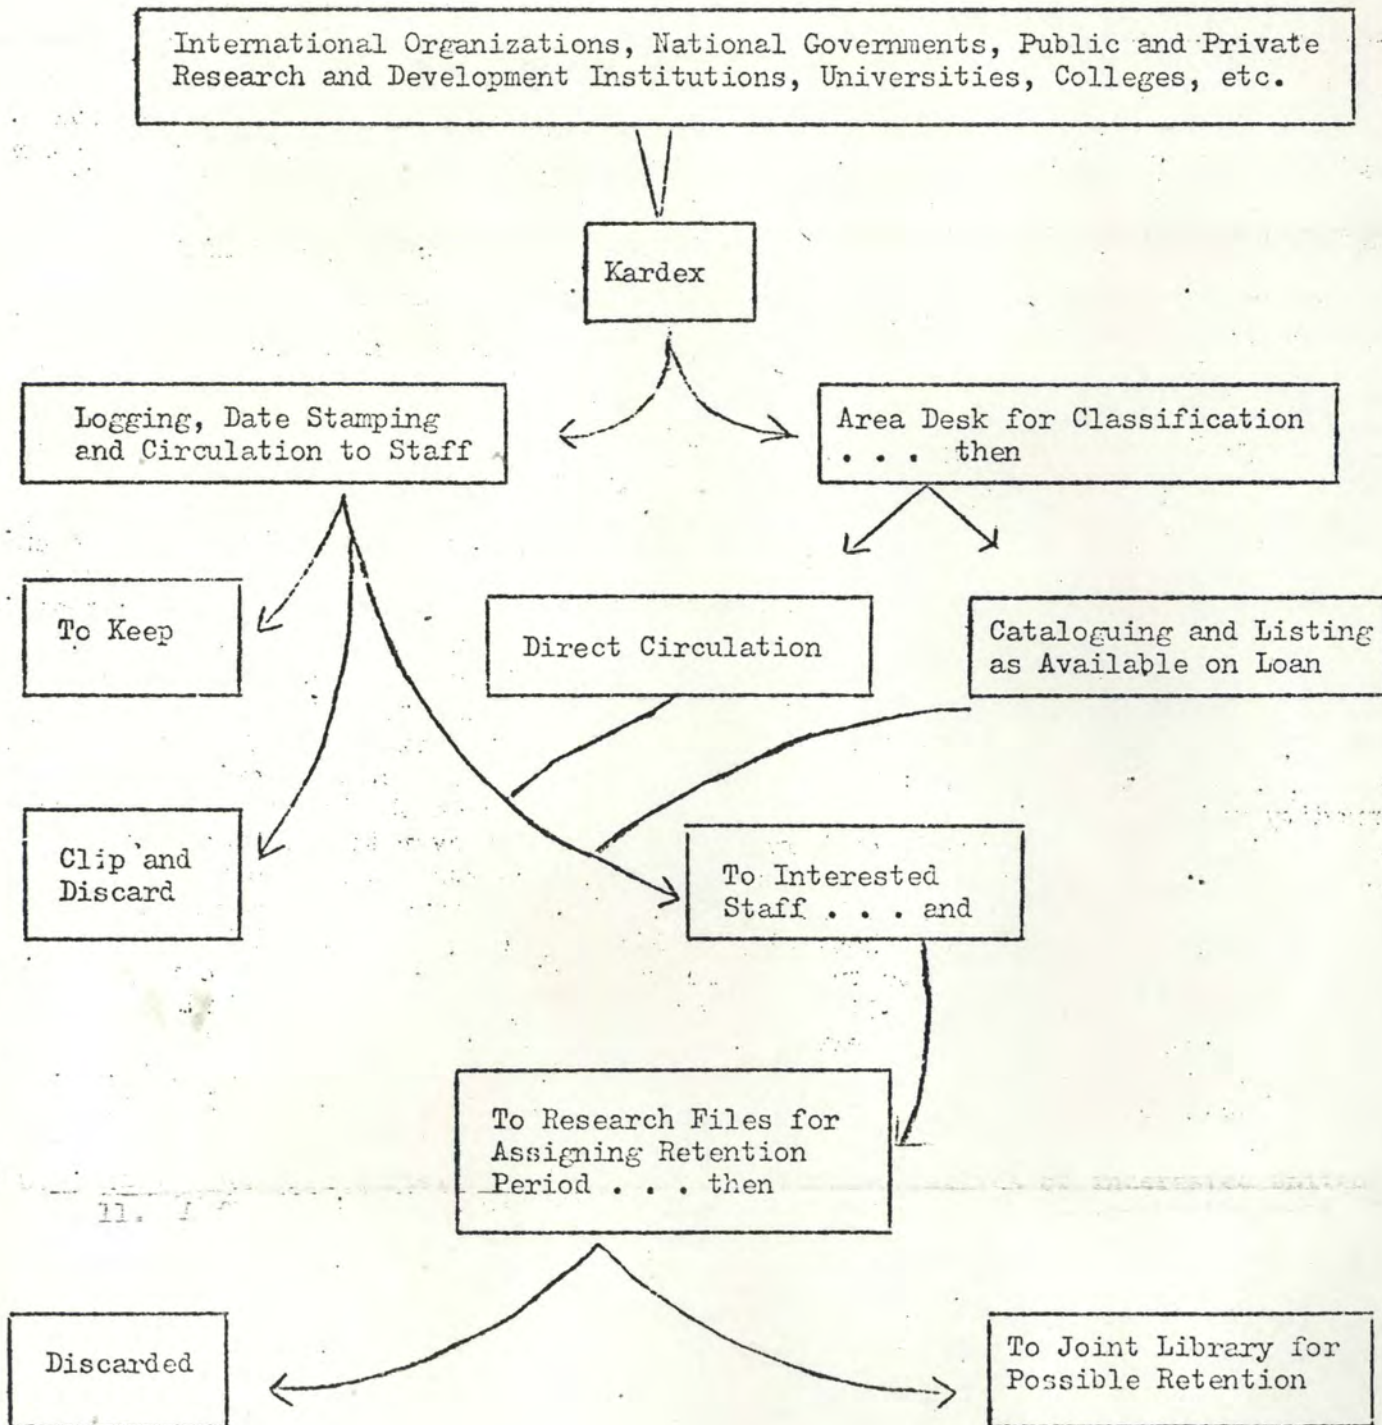 International Organizations, National Governments, Public and Private
Research and Development Institutions, Universities, Colleges, etc.
Kardex
Logging, Date Stamping
and Circulation to Staff
Area Desk for Classification
. . . then
To Keep
Direct Circulation
Cataloguing and Listing
as Available on Loan
Clip and
Discard
To Interested
Staff . . . and
To Research Files for
Assigning Retention
Period . . . then
11.
Discarded
To Joint Library for
Possible Retention